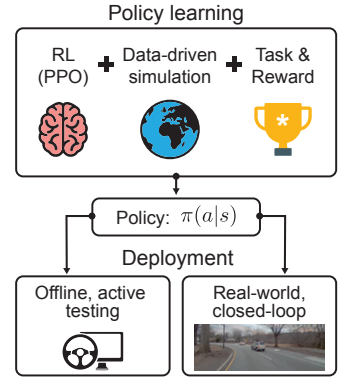 Policy learning
RL
(PPO)
+
Data-driven
simulation
+
Task &
Reward
*
Policy: π(a|s)
Deployment
Offline, active
testing
Real-world,
closed-loop